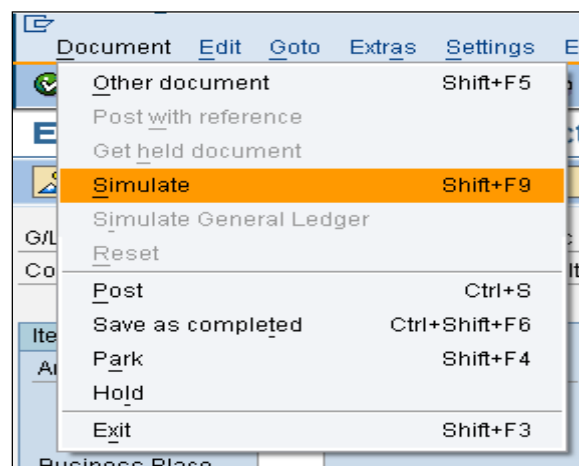 Document Edit Goto Extras Settings E
Other document Shift+F5
Post with reference
Get held document
Simulate Shift+F9
Simulate General Ledger
G/L
Reset
Co
Post Ctrl+S
Save as completed Ctrl+Shift+F6
Ite
Park Shift+F4
Hold
Exit Shift+F3
Business Place